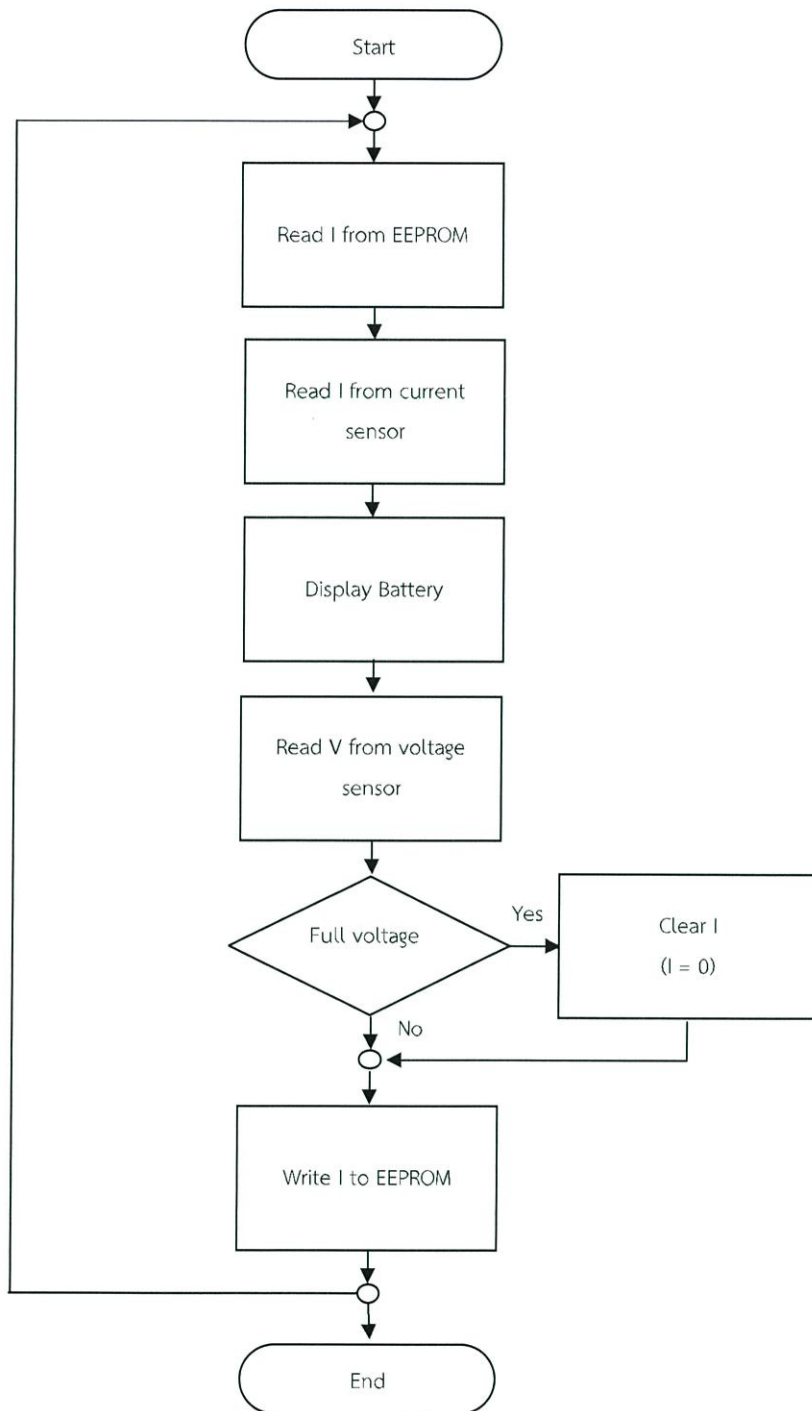 Start
Read I from EEPROM
Read I from current
sensor
Display Battery
Read V from voltage
sensor
Full voltage
Yes
Clear I
(I = 0)
No
Write I to EEPROM
End